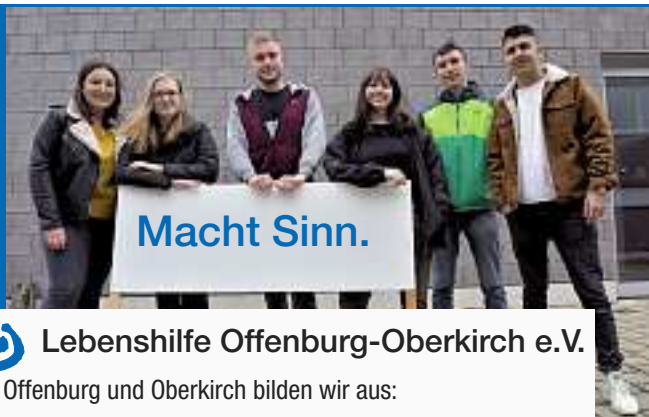 Macht Sinn.
Lebenshilfe Offenburg-Oberkirch e.V.
Offenburg und Oberkirch bilden wir aus: